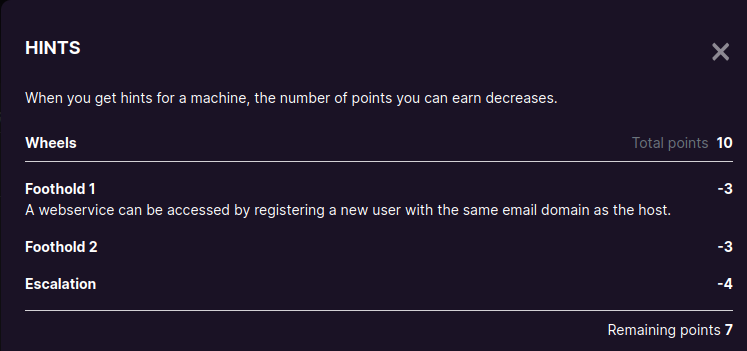 HINTS
When you get hints for a machine, the number of points you can earn decreases.
Wheels Total points 10
Foothold 1 -3
A webservice can be accessed by registering a new user with the same email domain as the host.
Foothold 2 -3
Escalation -4
Remaining points 7